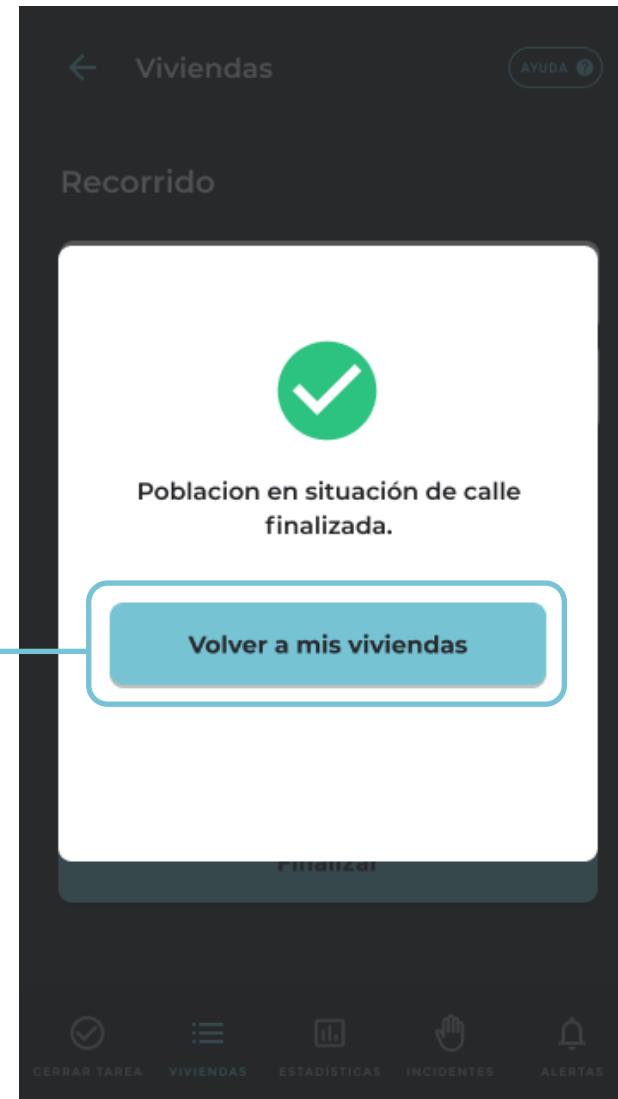 Viviendas
AYUDA ?
Recorrido
Poblacion en situación de calle
finalizada.
Volver a mis viviendas
Finalizar
CERRAR TAREA
VIVIENDAS
ESTADÍSTICAS
INCIDENTES
ALERTAS